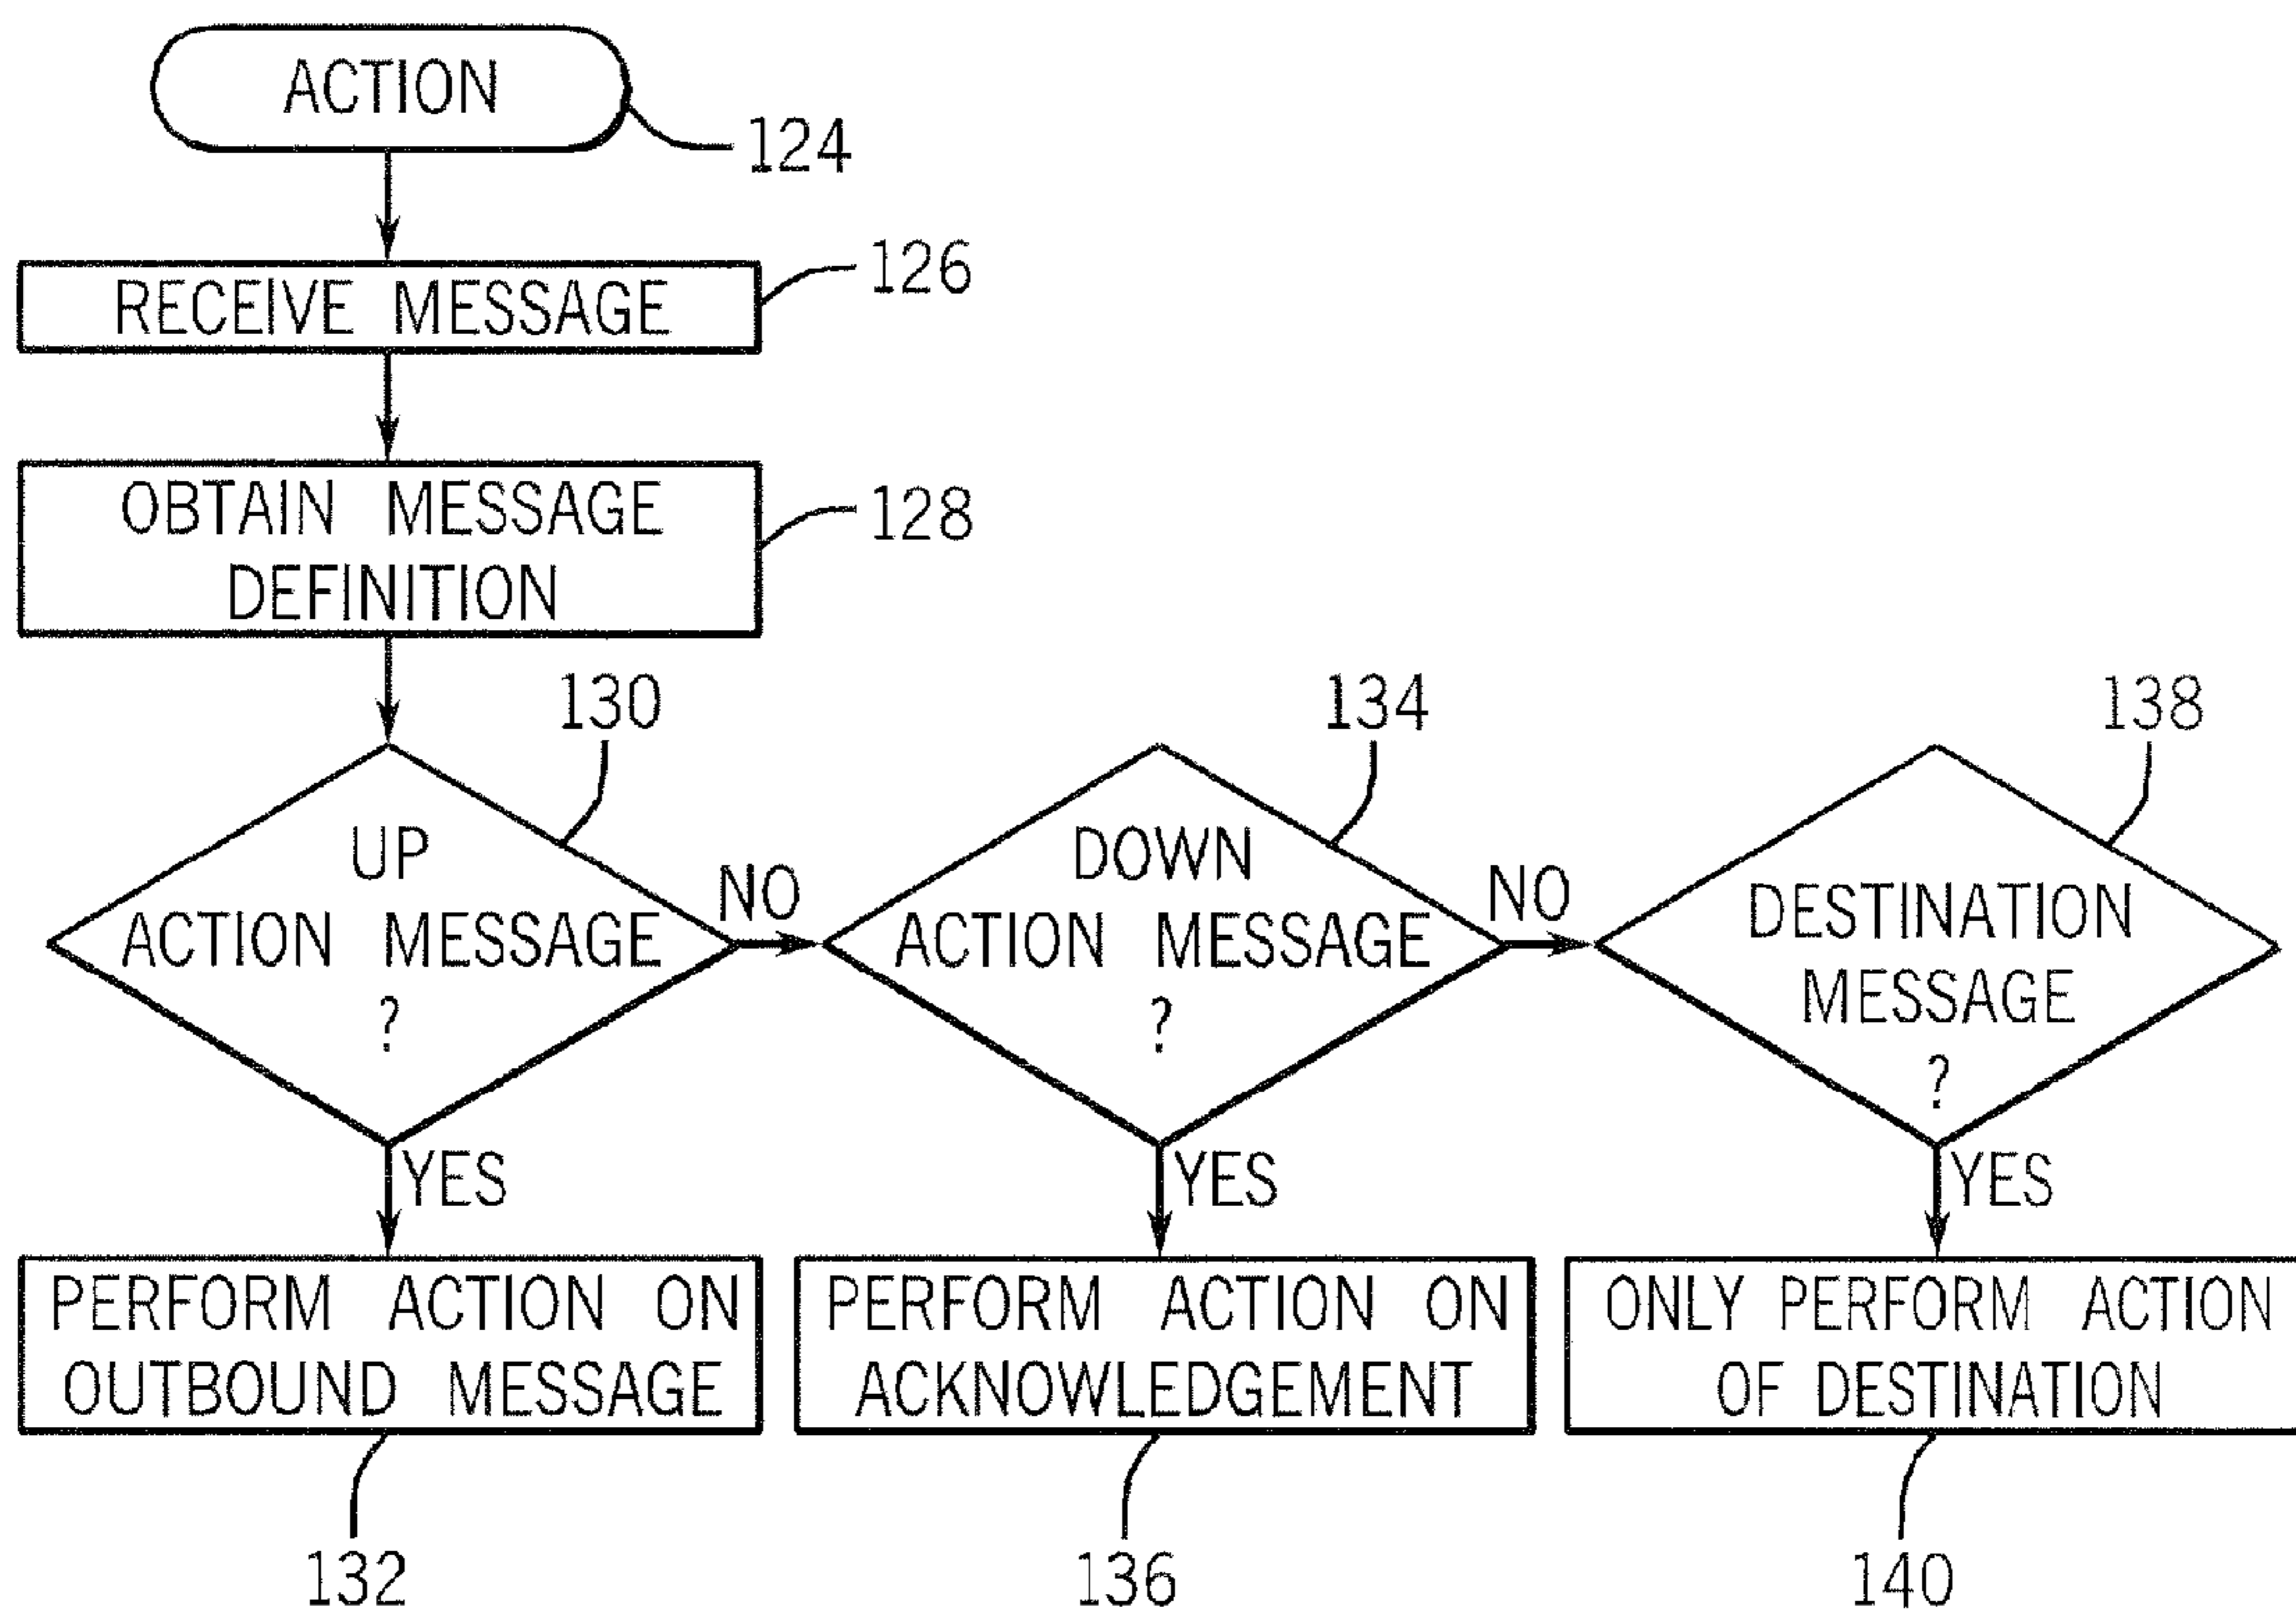 ACTION
124
RECEIVE MESSAGE
126
OBTAIN MESSAGE
DEFINITION
128
130
UP
ACTION MESSAGE
?
NO
YES
134
DOWN
ACTION MESSAGE
?
NO
YES
138
DESTINATION
MESSAGE
?
YES
PERFORM ACTION ON
OUTBOUND MESSAGE
132
PERFORM ACTION ON
ACKNOWLEDGEMENT
136
ONLY PERFORM ACTION
OF DESTINATION
140